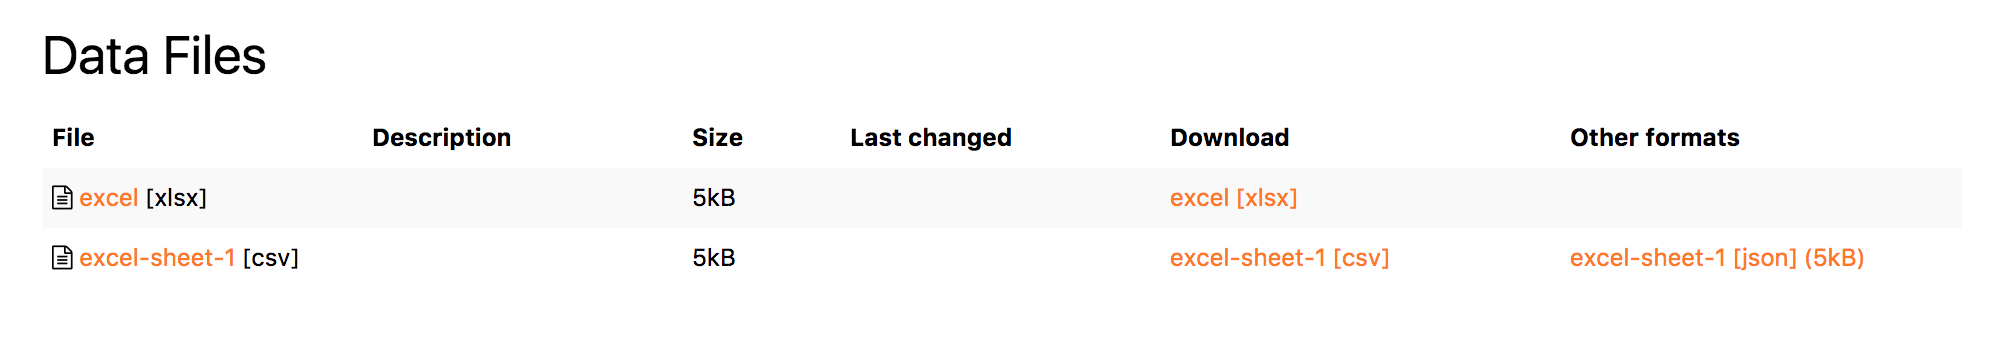 Data Files
File Description Size Last changed Download Other formats
excel [xlsx] 5kB excel [xlsx]
excel-sheet-1 [csv] 5kB excel-sheet-1 [csv] excel-sheet-1 [json] (5kB)